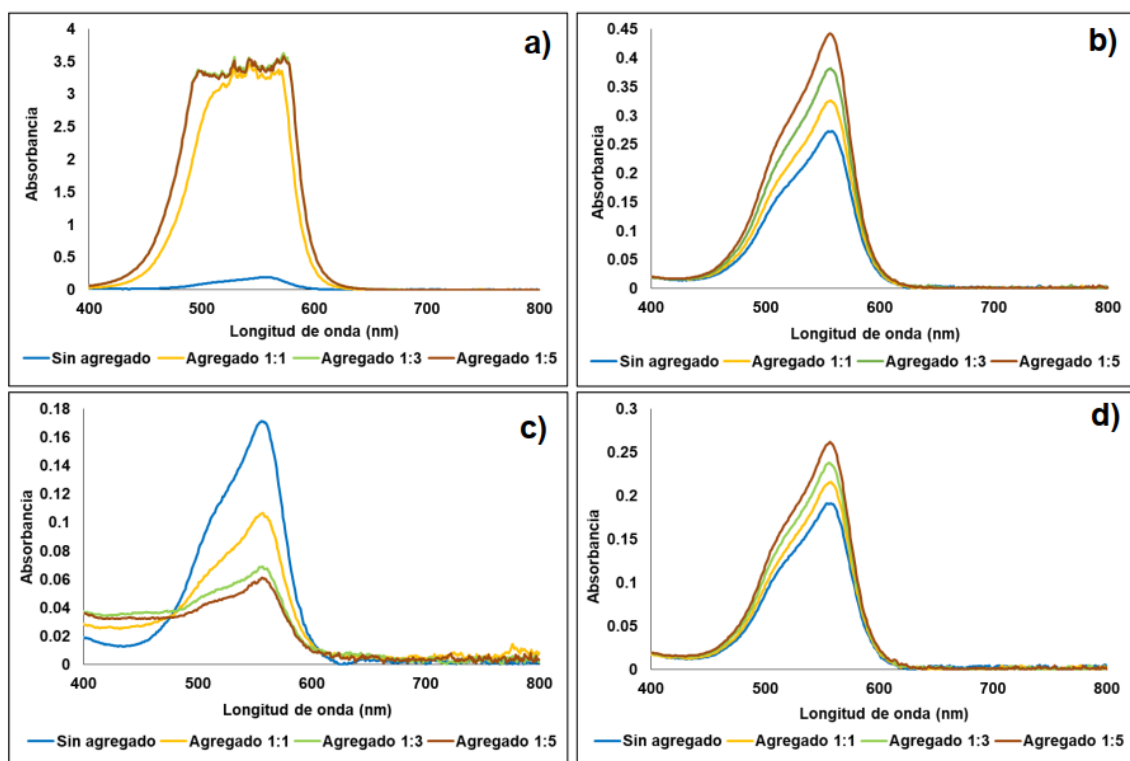 a)
Absorbancia
4
3.5
3
2.5
2
1.5
1
0.5
0
400 500 600 700 800
Longitud de onda (nm)
Sin agregado Agregado 1:1 Agregado 1:3 Agregado 1:5
b)
Absorbancia
0.45
0.4
0.35
0.3
0.25
0.2
0.15
0.1
0.05
0
400 500 600 700 800
Longitud de onda (nm)
Sin agregado Agregado 1:1 Agregado 1:3 Agregado 1:5
c)
Absorbancia
0.18
0.16
0.14
0.12
0.1
0.08
0.06
0.04
0.02
0
400 500 600 700 800
Longitud de onda (nm)
Sin agregado Agregado 1:1 Agregado 1:3 Agregado 1:5
d)
Absorbancia
0.3
0.25
0.2
0.15
0.1
0.05
0
400 500 600 700 800
Longitud de onda (nm)
Sin agregado Agregado 1:1 Agregado 1:3 Agregado 1:5